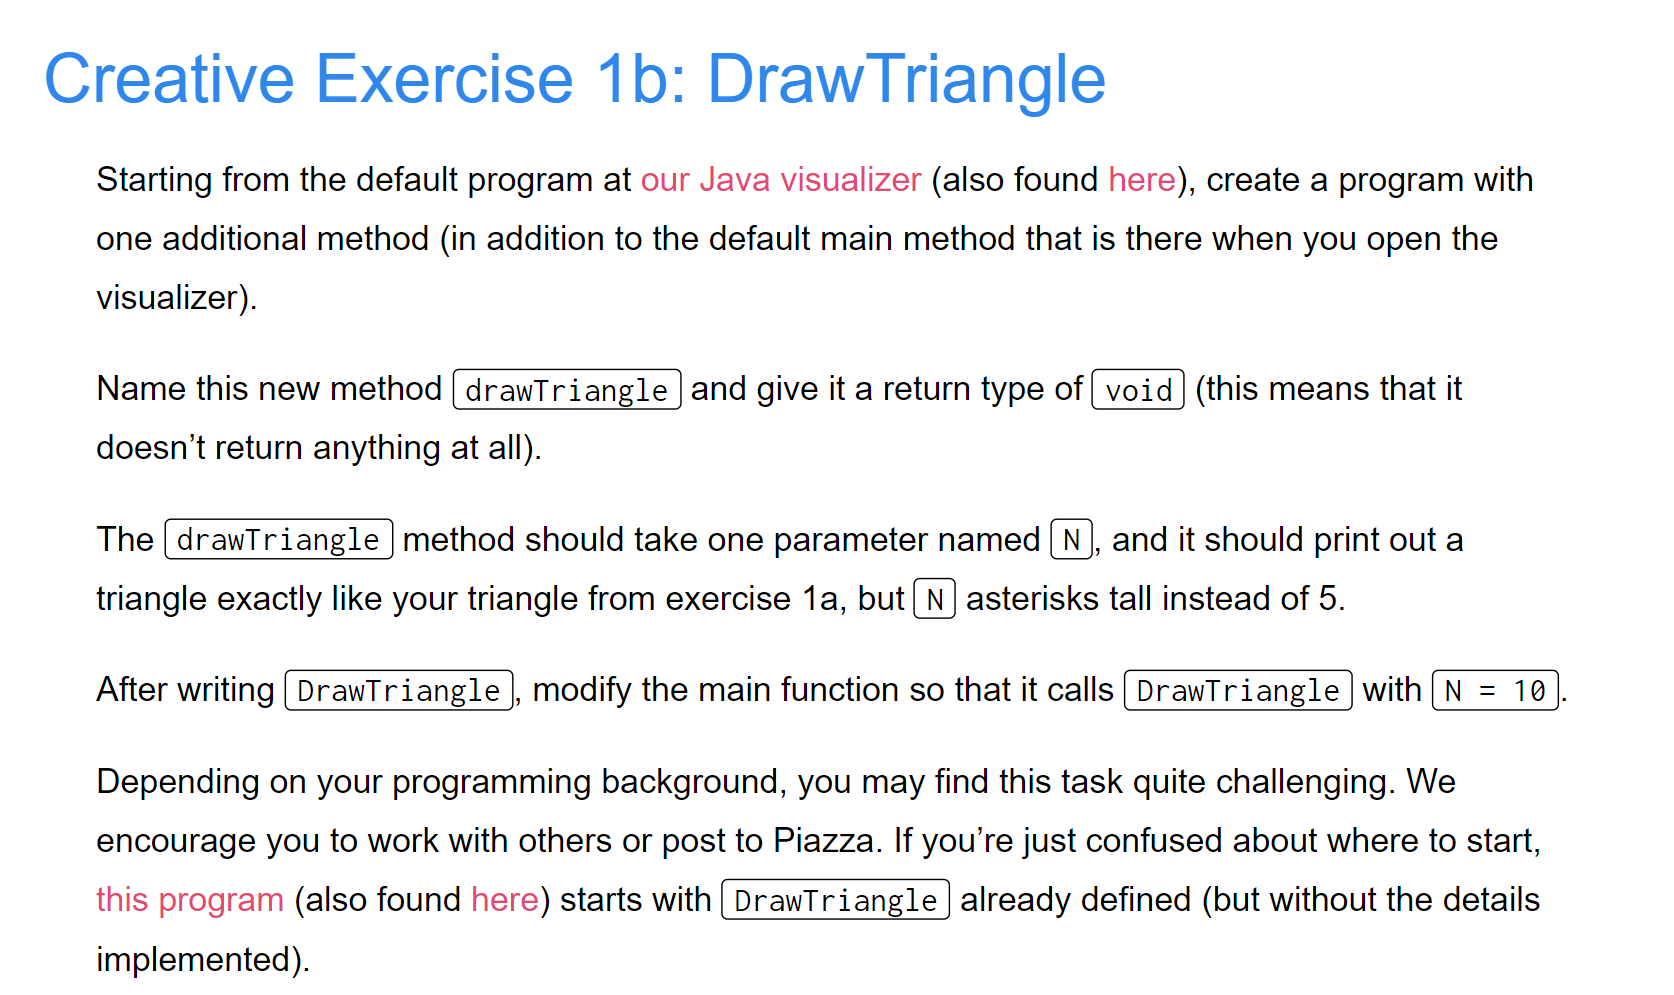 Creative Exercise 1b: DrawTriangle
Starting from the default program at our Java visualizer (also found here), create a program with
one additional method (in addition to the default main method that is there when you open the
visualizer).
Name this new method drawTriangle and give it a return type of void (this means that it
doesn’t return anything at all).
The drawTriangle method should take one parameter named N, and it should print out a
triangle exactly like your triangle from exercise 1a, but N asterisks tall instead of 5.
After writing DrawTriangle, modify the main function so that it calls DrawTriangle with N = 10.
Depending on your programming background, you may find this task quite challenging. We
encourage you to work with others or post to Piazza. If you’re just confused about where to start,
this program (also found here) starts with DrawTriangle already defined (but without the details
implemented).